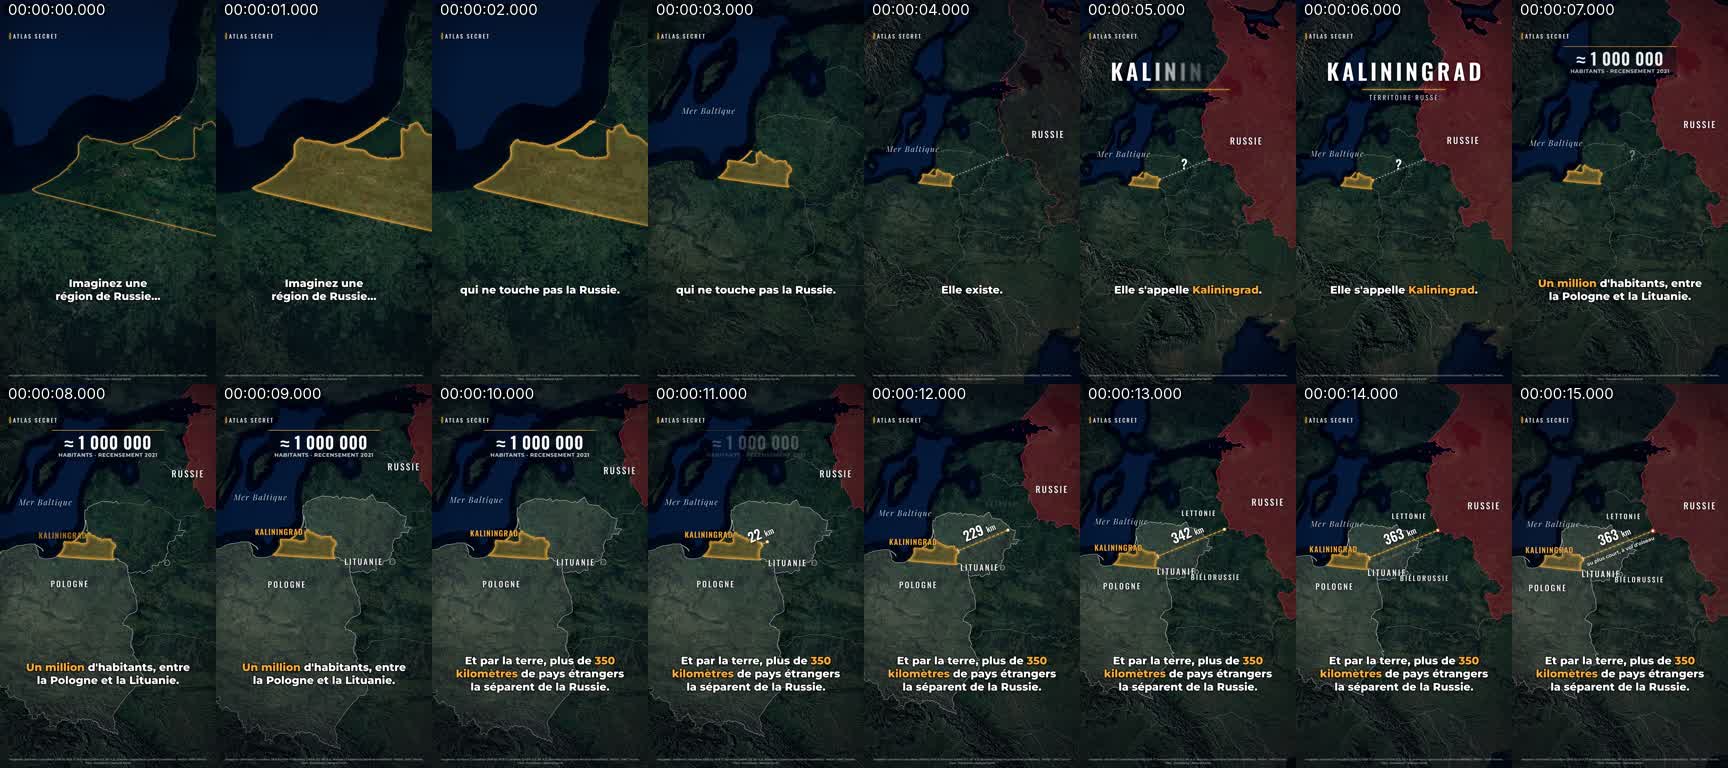 00:00:00.000
ATLAS SECRET
Imaginez une
région de Russie...
00:00:01.000
ATLAS SECRET
Imaginez une
région de Russie...
00:00:02.000
ATLAS SECRET
qui ne touche pas la Russie.
00:00:03.000
ATLAS SECRET
Mer Baltique
qui ne touche pas la Russie.
00:00:04.000
ATLAS SECRET
RUSSIE
Mer Baltique
Elle existe.
00:00:05.000
ATLAS SECRET
KALININ
RUSSIE
Mer Baltique
?
Elle s'appelle Kaliningrad.
00:00:06.000
ATLAS SECRET
KALININGRAD
TERRITOIRE RUSSE
RUSSIE
Mer Baltique
?
Elle s'appelle Kaliningrad.
00:00:07.000
ATLAS SECRET
≈ 1 000 000
HABITANTS · RECENSEMENT 2021
RUSSIE
Mer Baltique
?
Un million d'habitants, entre
la Pologne et la Lituanie.
00:00:08.000
ATLAS SECRET
≈ 1 000 000
HABITANTS · RECENSEMENT 2021
RUSSIE
Mer Baltique
KALININGRAD
POLOGNE
Un million d'habitants, entre
la Pologne et la Lituanie.
00:00:09.000
ATLAS SECRET
≈ 1 000 000
HABITANTS · RECENSEMENT 2021
RUSSIE
Mer Baltique
KALININGRAD
LITUANIE
POLOGNE
Un million d'habitants, entre
la Pologne et la Lituanie.
00:00:10.000
ATLAS SECRET
≈ 1 000 000
HABITANTS · RECENSEMENT 2021
RUSSIE
Mer Baltique
KALININGRAD
LITUANIE
POLOGNE
Et par la terre, plus de 350
kilomètres de pays étrangers
la séparent de la Russie.
00:00:11.000
ATLAS SECRET
≈ 1 000 000
HABITANTS · RECENSEMENT 2021
RUSSIE
Mer Baltique
KALININGRAD
22 km
LITUANIE
POLOGNE
Et par la terre, plus de 350
kilomètres de pays étrangers
la séparent de la Russie.
00:00:12.000
ATLAS SECRET
RUSSIE
Mer Baltique
229 km
KALININGRAD
LITUANIE
POLOGNE
Et par la terre, plus de 350
kilomètres de pays étrangers
la séparent de la Russie.
00:00:13.000
ATLAS SECRET
RUSSIE
LETTONIE
Mer Baltique
342 km
KALININGRAD
LITUANIE
BIÉLORUSSIE
POLOGNE
Et par la terre, plus de 350
kilomètres de pays étrangers
la séparent de la Russie.
00:00:14.000
ATLAS SECRET
RUSSIE
LETTONIE
Mer Baltique
363 km
KALININGRAD
LITUANIE
BIÉLORUSSIE
POLOGNE
Et par la terre, plus de 350
kilomètres de pays étrangers
la séparent de la Russie.
00:00:15.000
ATLAS SECRET
RUSSIE
LETTONIE
Mer Baltique
363 km
au plus court, à vol d'oiseau
KALININGRAD
LITUANIE
BIÉLORUSSIE
POLOGNE
Et par la terre, plus de 350
kilomètres de pays étrangers
la séparent de la Russie.